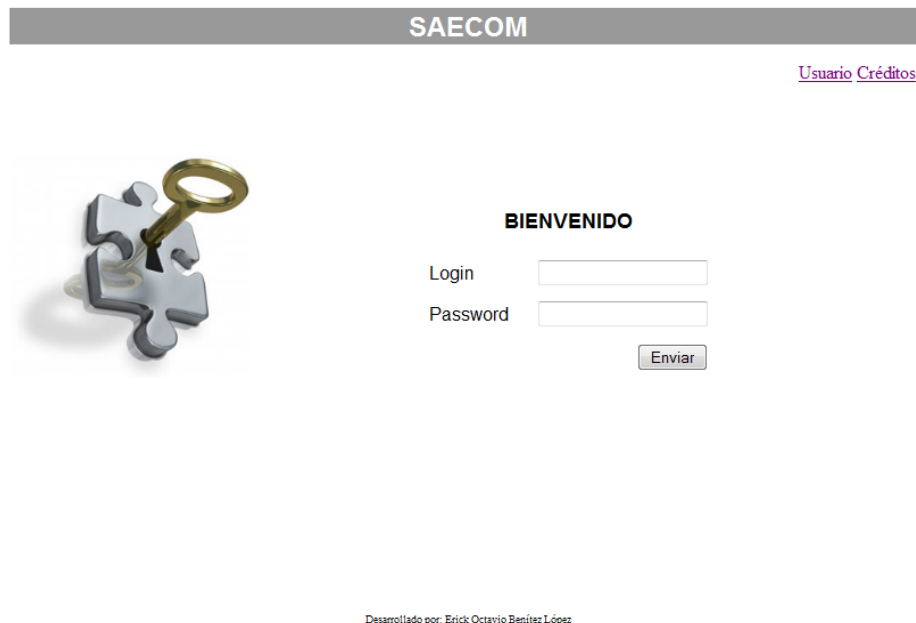 SAECOM
Usuario Créditos
BIENVENIDO
Login
Password
Enviar
Desarrollado por: Erick Octavio Benítez López